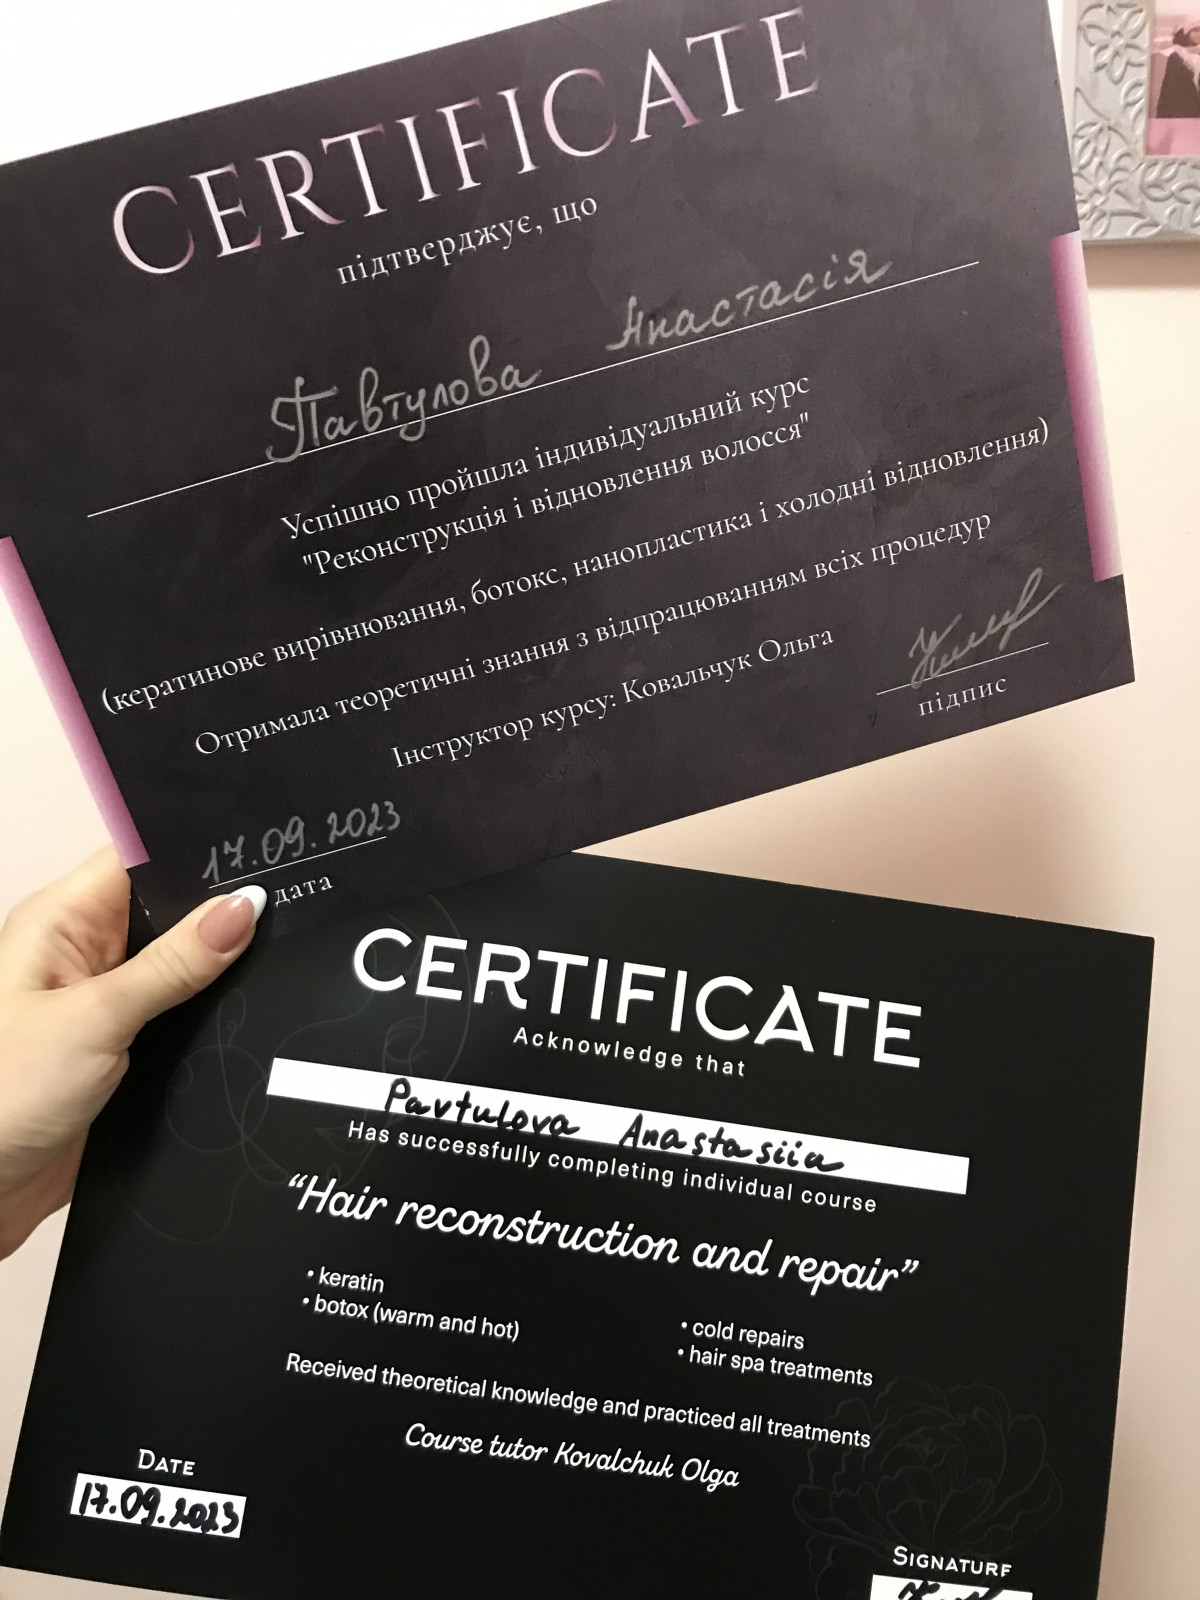 CERTIFICATE
підтверджує, що
Павтулова Анастасія
Успішно пройшла індивідуальний курс
"Реконструкція і відновлення волосся"
(кератинове вирівнювання, ботокс, нанопластика і холодні відновлення)
Отримала теоретичні знання з відпрацюванням всіх процедур
Інструктор курсу: Ковальчук Ольга
підпис
17.09.2023
дата
CERTIFICATE
Acknowledge that
Pavtulova Anastasiia
Has successfully completing individual course
“Hair reconstruction and repair”
• keratin
• botox (warm and hot)
• cold repairs
• hair spa treatments
Received theoretical knowledge and practiced all treatments
Course tutor Kovalchuk Olga
DATE
17.09.2023
SIGNATURE